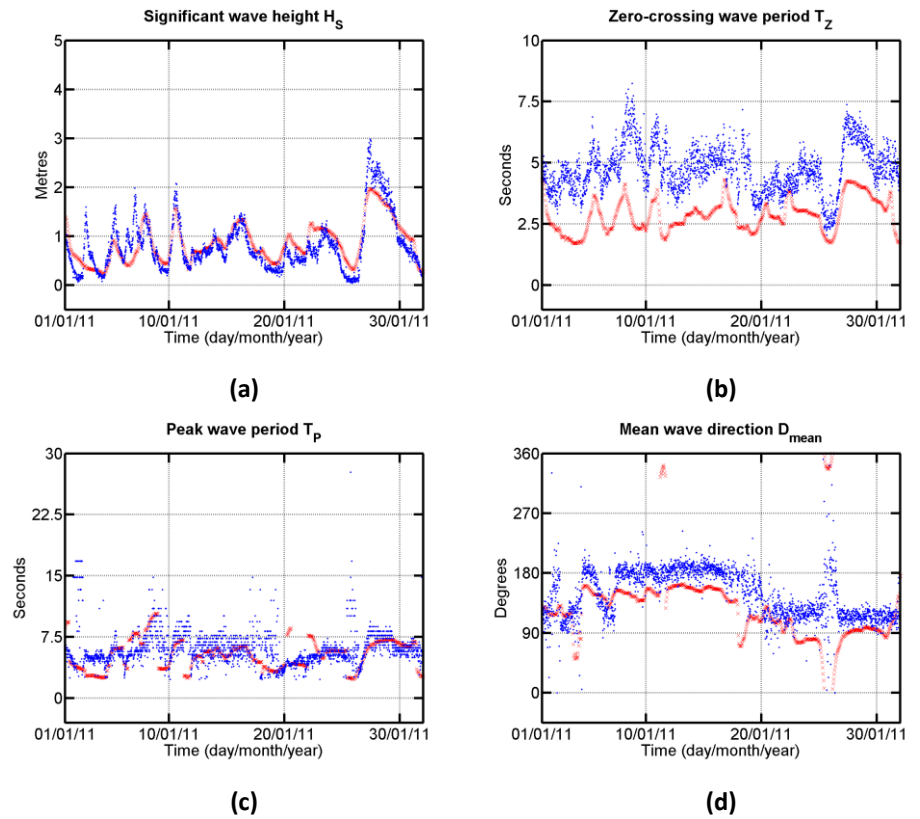 Significant wave height H_S
5
4
3
2
1
0
Metres
01/01/11 10/01/11 20/01/11 30/01/11
Time (day/month/year)
(a)
Zero-crossing wave period T_Z
10
7.5
5
2.5
0
Seconds
01/01/11 10/01/11 20/01/11 30/01/11
Time (day/month/year)
(b)
Peak wave period T_P
30
22.5
15
7.5
0
Seconds
01/01/11 10/01/11 20/01/11 30/01/11
Time (day/month/year)
(c)
Mean wave direction D_mean
360
270
180
90
0
Degrees
01/01/11 10/01/11 20/01/11 30/01/11
Time (day/month/year)
(d)